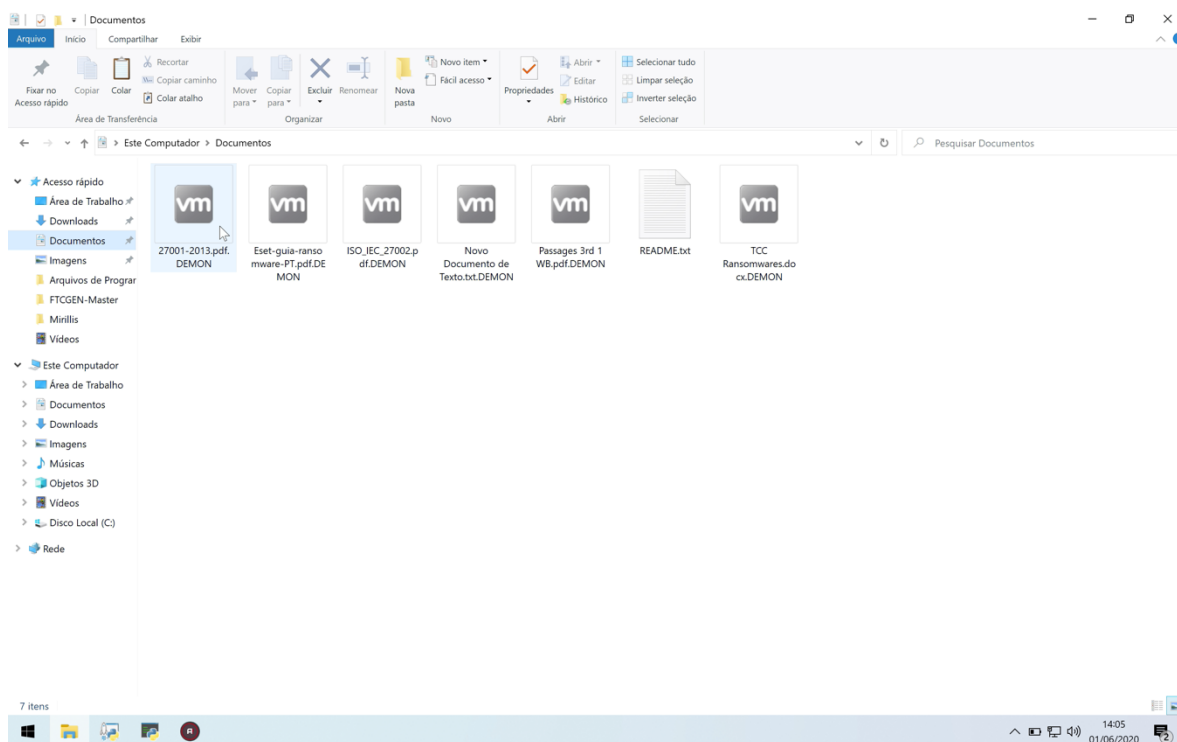 Documentos
Arquivo Início Compartilhar Exibir
Fixar no
Acesso rápido
Copiar
Colar
Recortar
Copiar caminho
Colar atalho
Área de Transferência
Mover
para
Copiar
para
Excluir
Renomear
Organizar
Nova
pasta
Novo item
Fácil acesso
Novo
Propriedades
Abrir
Editar
Histórico
Abrir
Selecionar tudo
Limpar seleção
Inverter seleção
Selecionar
Este Computador > Documentos
Pesquisar Documentos
Acesso rápido
Área de Trabalho
Downloads
Documentos
Imagens
Arquivos de Progran
FTCGEN-Master
Mirillis
Vídeos
Este Computador
Área de Trabalho
Documentos
Downloads
Imagens
Músicas
Objetos 3D
Vídeos
Disco Local (C:)
Rede
vm
27001-2013.pdf.
DEMON
vm
Eset-guia-ranso
mware-PT.pdf.DE
MON
vm
ISO_IEC_27002.p
df.DEMON
vm
Novo
Documento de
Texto.txt.DEMON
vm
Passages 3rd 1
WB.pdf.DEMON
README.txt
vm
TCC
Ransomwares.do
cx.DEMON
7 itens
14:05
01/06/2020
2